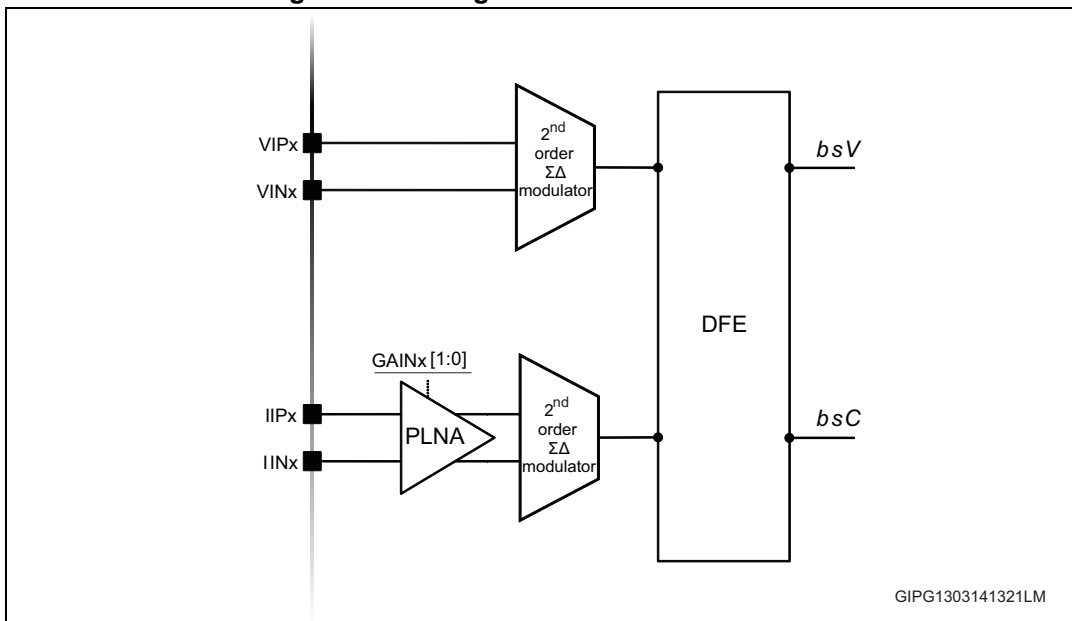 VIPx
VINx
2nd
order
ΣΔ
modulator
bsV
DFE
GAINx [1:0]
IIPx
IINx
PLNA
2nd
order
ΣΔ
modulator
bsC
GIPG1303141321LM